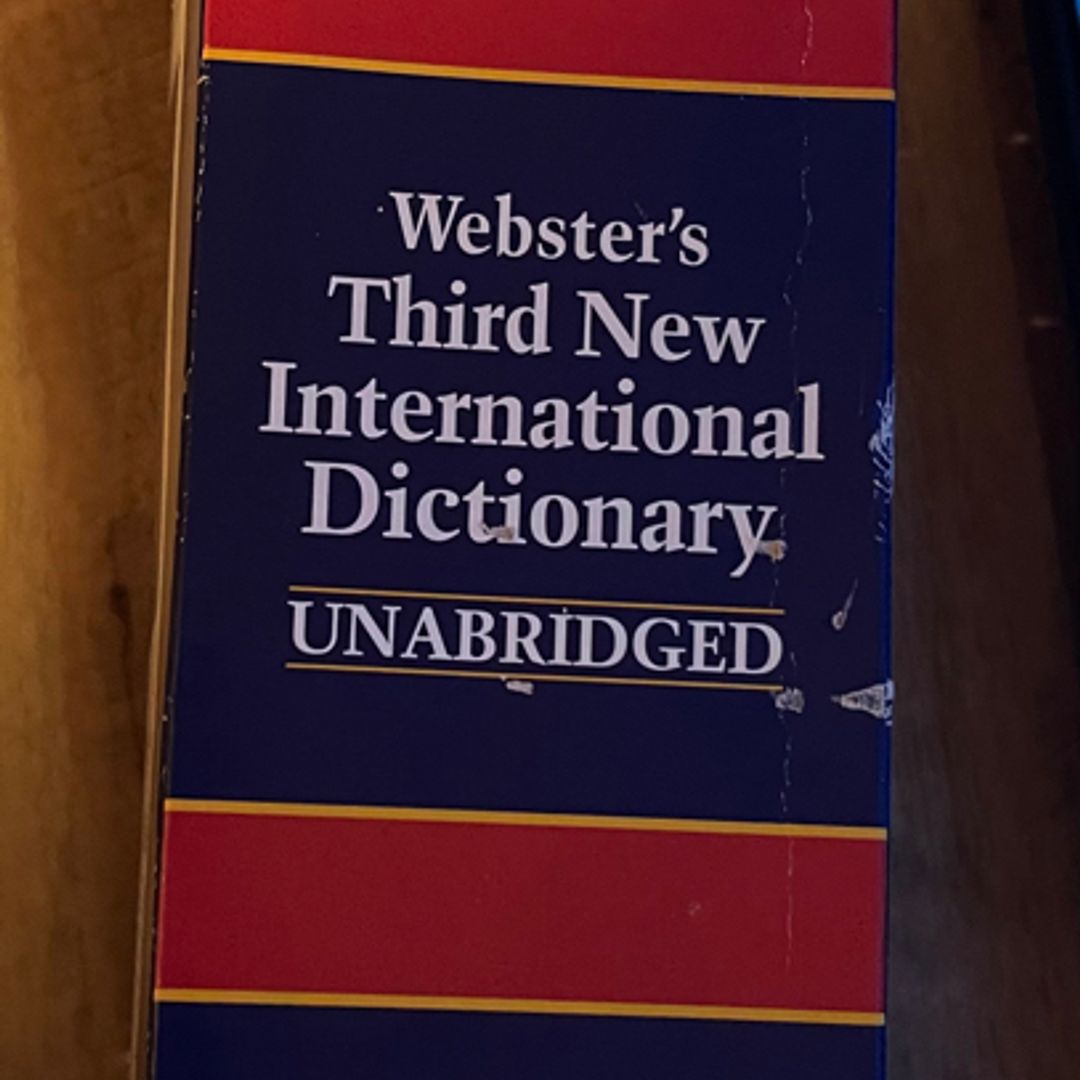 Webster’s
Third New
International
Dictionary
UNABRIDGED